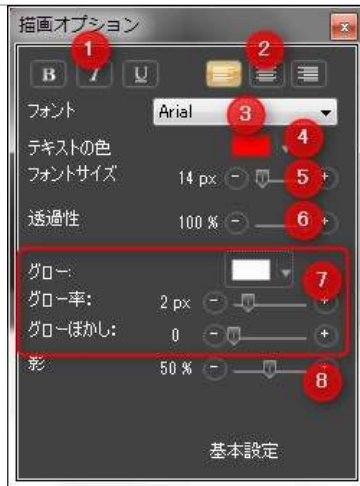 描画オプション x
1 2
B I U
フォント Arial 3
テキストの色 4
フォントサイズ 14 px - 5 +
透過性 100 % - 6 +
グロー: 7
グロー率: 2 px - +
グローぼかし: 0 - +
影 50 % - + 8
基本設定